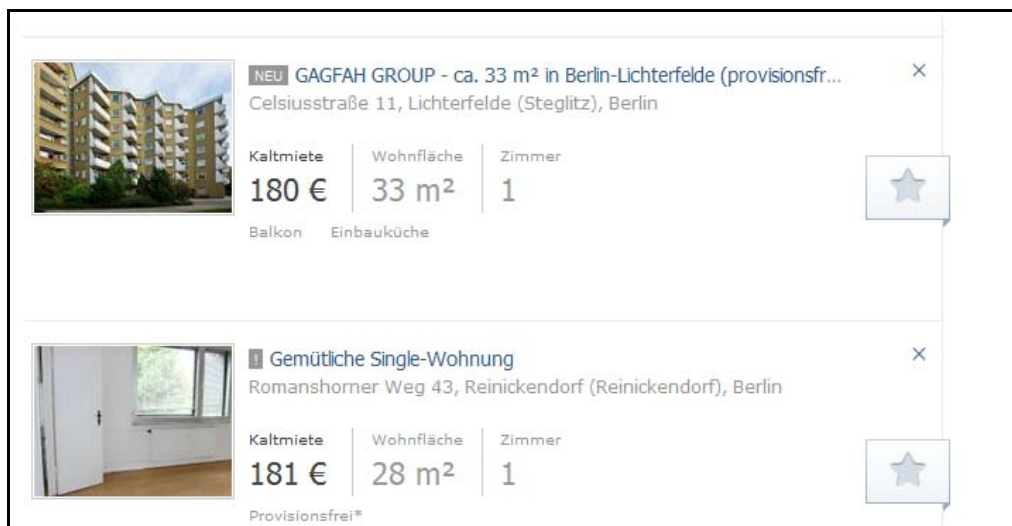 NEU GAGFAH GROUP - ca. 33 m² in Berlin-Lichterfelde (provisionsfr... ×
Celsiusstraße 11, Lichterfelde (Steglitz), Berlin
Kaltmiete Wohnfläche Zimmer
180 € 33 m² 1
Balkon Einbauküche
! Gemütliche Single-Wohnung ×
Romanshorner Weg 43, Reinickendorf (Reinickendorf), Berlin
Kaltmiete Wohnfläche Zimmer
181 € 28 m² 1
Provisionsfrei*